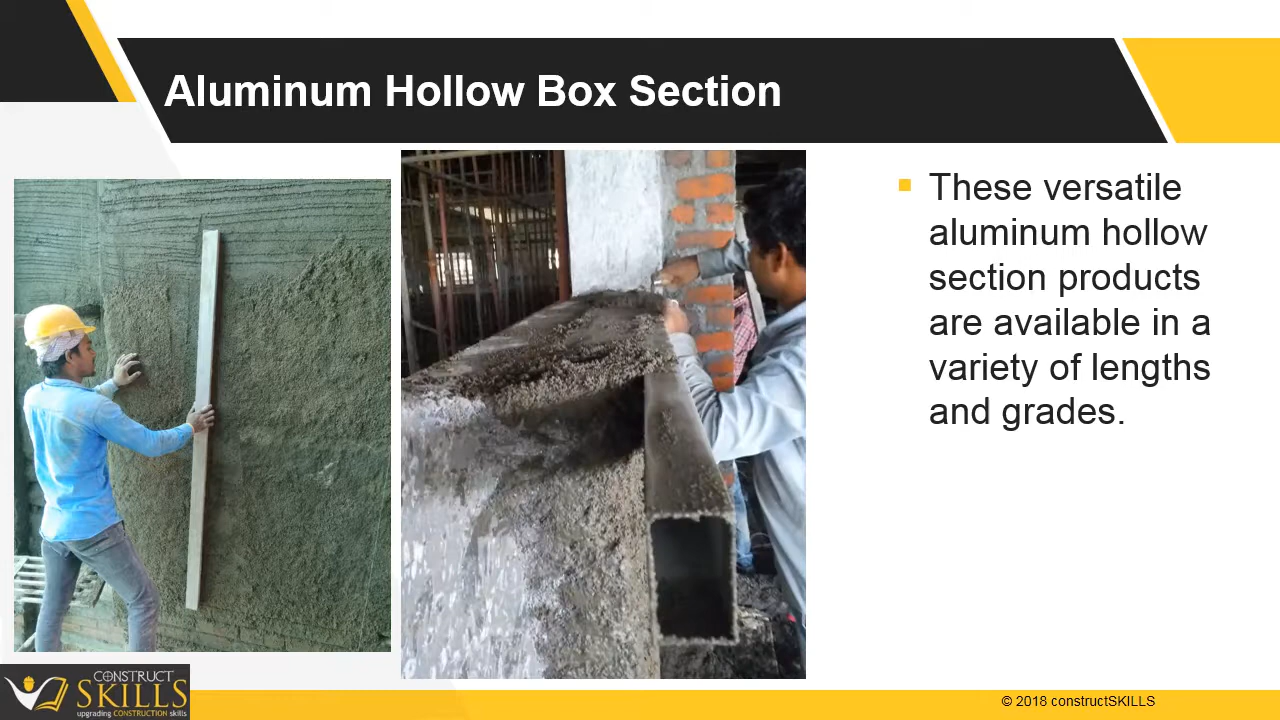 Aluminum Hollow Box Section
▪ These versatile
aluminum hollow
section products
are available in a
variety of lengths
and grades.
CONSTRUCT
SKILLS
upgrading CONSTRUCTION skills
© 2018 constructSKILLS